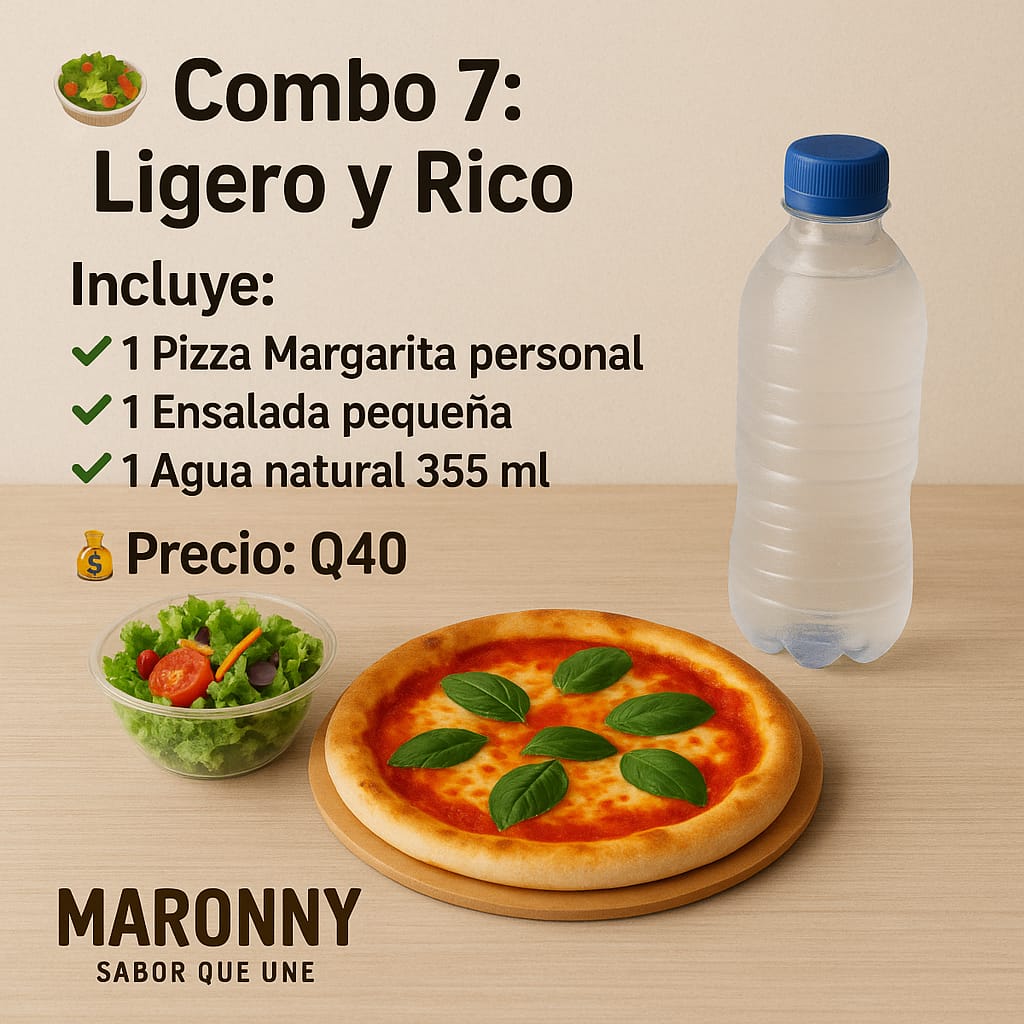 Combo 7:
Ligero y Rico
Incluye:
✔ 1 Pizza Margarita personal
✔ 1 Ensalada pequeña
✔ 1 Agua natural 355 ml
$ Precio: Q40
MARONNY
SABOR QUE UNE